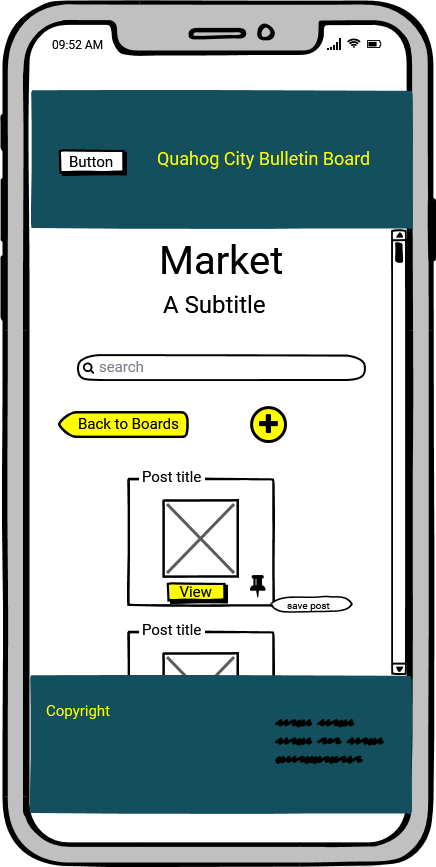 09:52 AM
Button
Quahog City Bulletin Board
Market
A Subtitle
search
Back to Boards
Post title
View
save post
Post title
Copyright